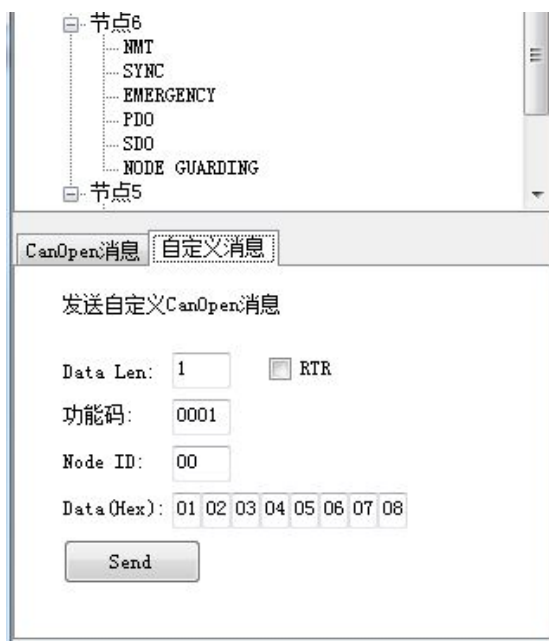 节点6
NMT
SYNC
EMERGENCY
PDO
SDO
NODE GUARDING
节点5
CanOpen消息 自定义消息
发送自定义CanOpen消息
Data Len: 1 RTR
功能码: 0001
Node ID: 00
Data(Hex): 01 02 03 04 05 06 07 08
Send